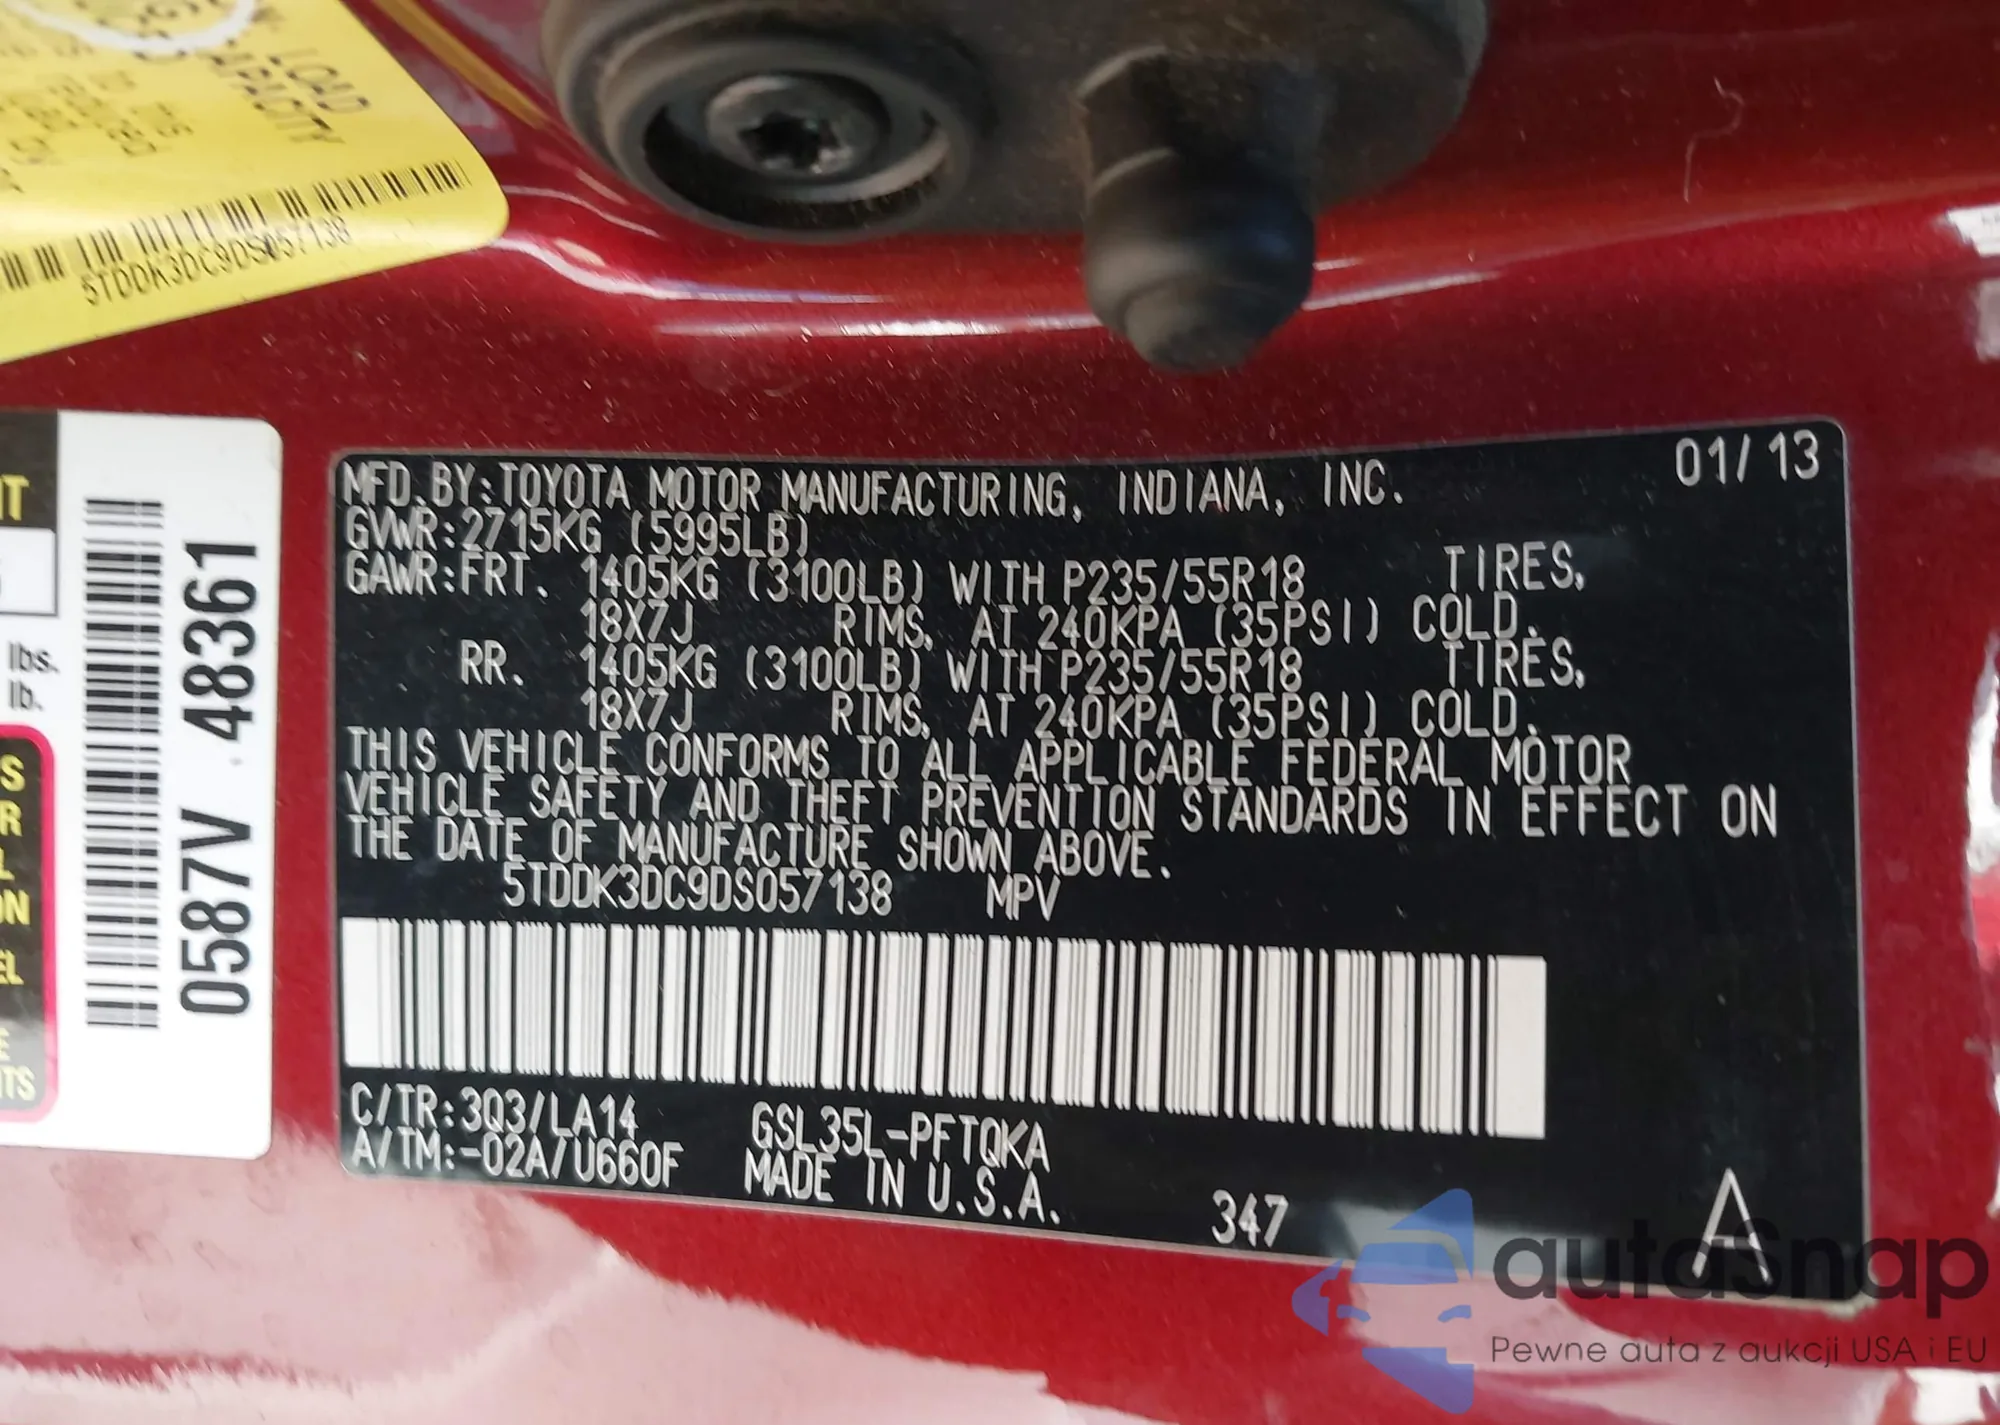 LOAD
CAPACITY
5TDDK3DC9DS057138
lbs.
lb.
0587V 48361
MFD.BY:TOYOTA MOTOR MANUFACTURING, INDIANA, INC. 01/13
GVWR:2715KG (5995LB)
GAWR:FRT. 1405KG (3100LB) WITH P235/55R18 TIRES,
18X7J RIMS, AT 240KPA (35PSI) COLD.
RR. 1405KG (3100LB) WITH P235/55R18 TIRES,
18X7J RIMS, AT 240KPA (35PSI) COLD.
THIS VEHICLE CONFORMS TO ALL APPLICABLE FEDERAL MOTOR
VEHICLE SAFETY AND THEFT PREVENTION STANDARDS IN EFFECT ON
THE DATE OF MANUFACTURE SHOWN ABOVE.
5TDDK3DC9DS057138 MPV
C/TR:3Q3/LA14 GSL35L-PFTQKA
A/TM:-02A/U660F MADE IN U.S.A.
347 A
autoSnap
Pewne auta z aukcji USA i EU